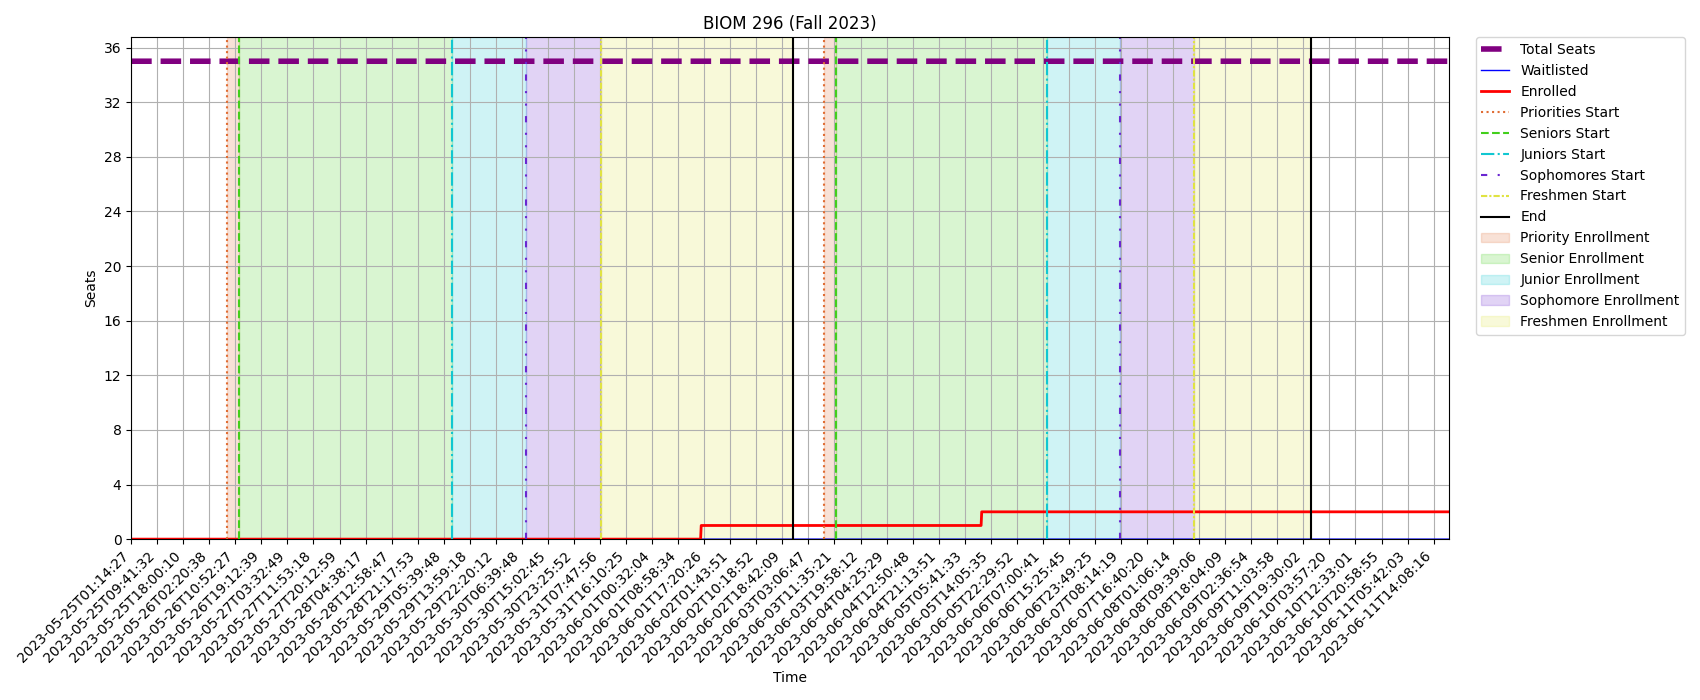 BIOM 296 (Fall 2023)
Seats
36
32
28
24
20
16
12
8
4
0
2023-05-25T01:14:27
2023-05-25T09:41:32
2023-05-25T18:00:10
2023-05-26T02:20:38
2023-05-26T10:52:27
2023-05-26T19:12:39
2023-05-27T03:32:49
2023-05-27T11:53:18
2023-05-27T20:12:59
2023-05-28T04:38:17
2023-05-28T12:58:47
2023-05-28T21:17:53
2023-05-29T05:39:48
2023-05-29T13:59:18
2023-05-29T22:20:12
2023-05-30T06:39:48
2023-05-30T15:02:45
2023-05-30T23:25:52
2023-05-31T07:47:56
2023-05-31T16:10:25
2023-06-01T00:32:04
2023-06-01T08:58:34
2023-06-01T17:20:26
2023-06-02T01:43:51
2023-06-02T10:18:52
2023-06-02T18:42:09
2023-06-03T03:06:47
2023-06-03T11:35:21
2023-06-03T19:58:12
2023-06-04T04:25:29
2023-06-04T12:50:48
2023-06-04T21:13:51
2023-06-05T05:41:33
2023-06-05T14:05:35
2023-06-05T22:29:52
2023-06-06T07:00:41
2023-06-06T15:25:45
2023-06-06T23:49:25
2023-06-07T08:14:19
2023-06-07T16:40:20
2023-06-08T01:06:14
2023-06-08T09:39:06
2023-06-08T18:04:09
2023-06-09T02:36:54
2023-06-09T11:03:58
2023-06-09T19:30:02
2023-06-10T03:57:20
2023-06-10T12:33:01
2023-06-10T20:58:55
2023-06-11T05:42:03
2023-06-11T14:08:16
Time
Total Seats
Waitlisted
Enrolled
Priorities Start
Seniors Start
Juniors Start
Sophomores Start
Freshmen Start
End
Priority Enrollment
Senior Enrollment
Junior Enrollment
Sophomore Enrollment
Freshmen Enrollment